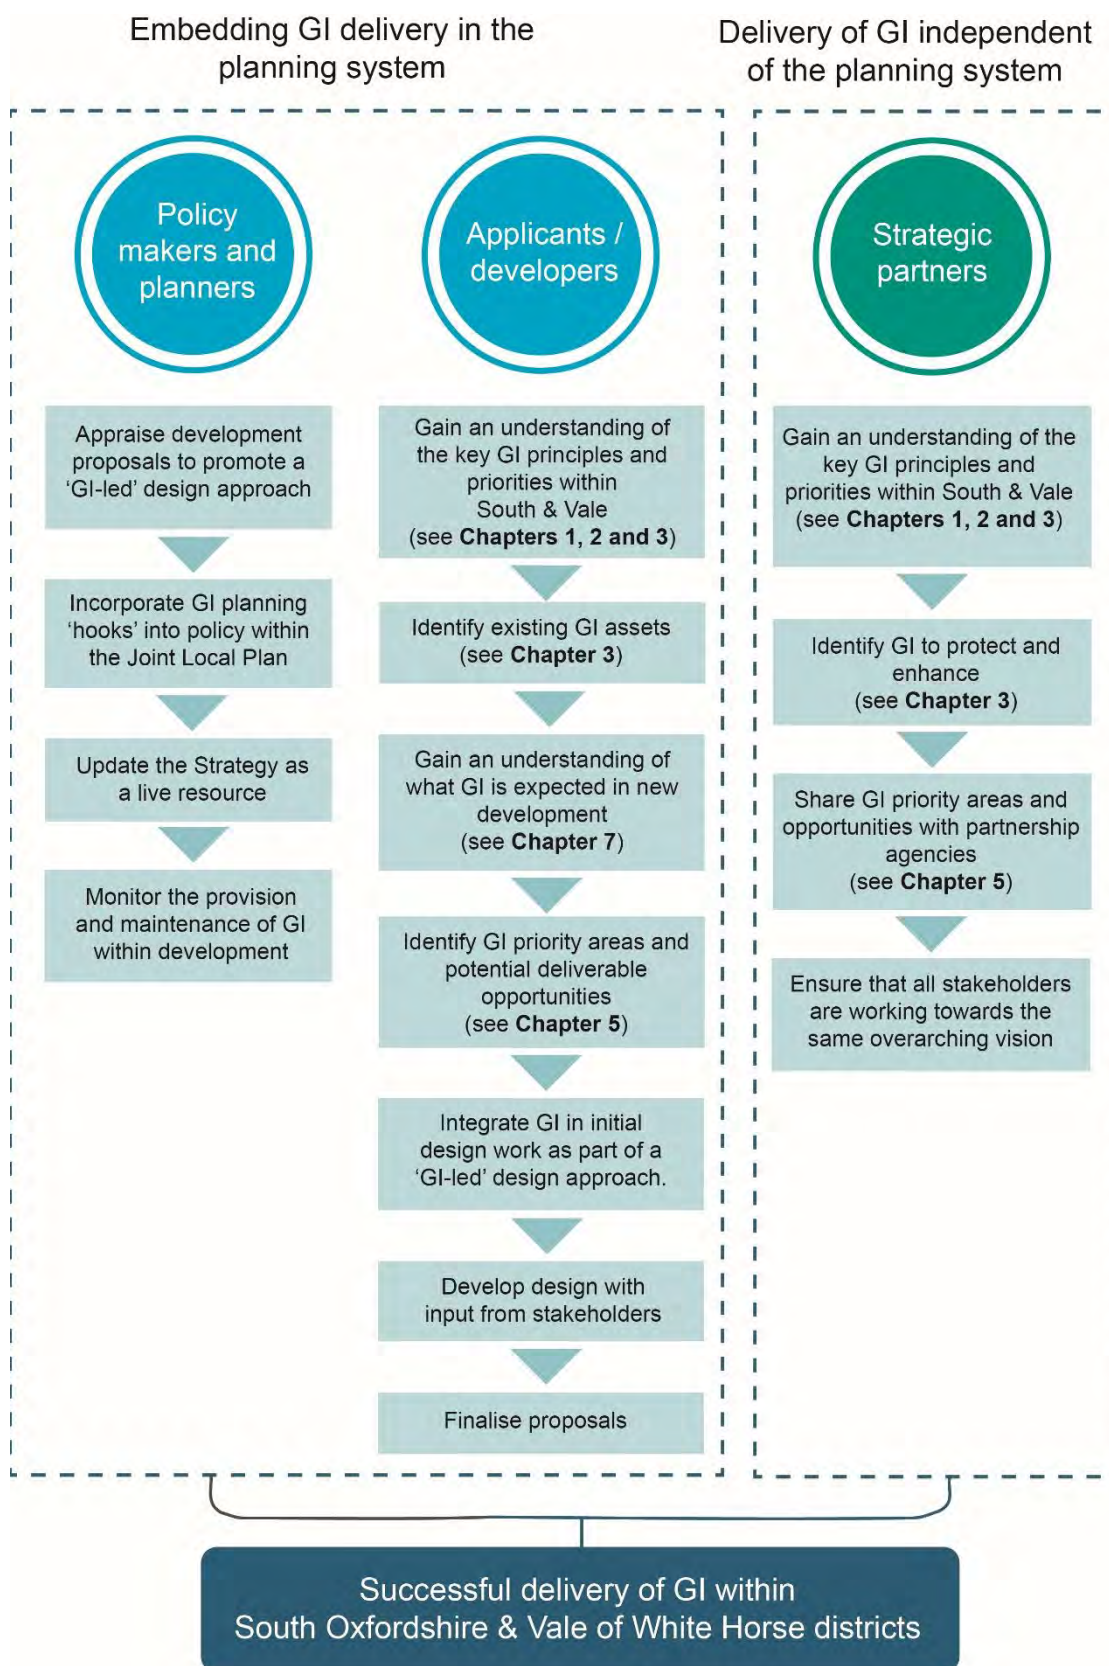 Embedding GI delivery in the
planning system
Delivery of GI independent
of the planning system
Policy
makers and
planners
Appraise development
proposals to promote a
‘GI-led’ design approach
Incorporate GI planning
‘hooks’ into policy within
the Joint Local Plan
Update the Strategy as
a live resource
Monitor the provision
and maintenance of GI
within development
Applicants /
developers
Gain an understanding of
the key GI principles and
priorities within
South & Vale
(see Chapters 1, 2 and 3)
Identify existing GI assets
(see Chapter 3)
Gain an understanding of
what GI is expected in new
development
(see Chapter 7)
Identify GI priority areas and
potential deliverable
opportunities
(see Chapter 5)
Integrate GI in initial
design work as part of a
‘GI-led’ design approach.
Develop design with
input from stakeholders
Finalise proposals
Strategic
partners
Gain an understanding of the
key GI principles and
priorities within South & Vale
(see Chapters 1, 2 and 3)
Identify GI to protect and
enhance
(see Chapter 3)
Share GI priority areas and
opportunities with partnership
agencies
(see Chapter 5)
Ensure that all stakeholders
are working towards the
same overarching vision
Successful delivery of GI within
South Oxfordshire & Vale of White Horse districts